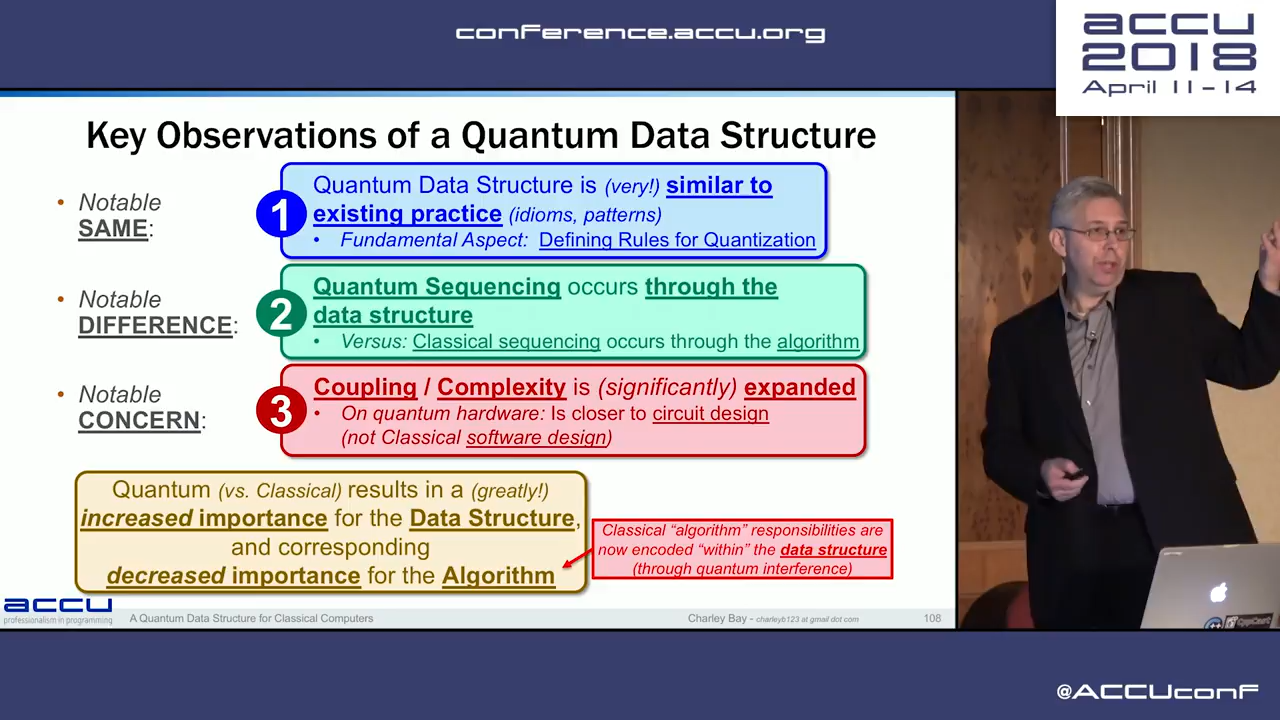 conference.accu.org
accu
2018
April 11-14
Key Observations of a Quantum Data Structure
• Notable
SAME:
1
Quantum Data Structure is (very!) similar to
existing practice (idioms, patterns)
• Fundamental Aspect: Defining Rules for Quantization
• Notable
DIFFERENCE:
2
Quantum Sequencing occurs through the
data structure
• Versus: Classical sequencing occurs through the algorithm
• Notable
CONCERN:
3
Coupling / Complexity is (significantly) expanded
• On quantum hardware: Is closer to circuit design
(not Classical software design)
Quantum (vs. Classical) results in a (greatly!)
increased importance for the Data Structure,
and corresponding
decreased importance for the Algorithm
Classical “algorithm” responsibilities are
now encoded “within” the data structure
(through quantum interference)
accu
professionalism in programming
A Quantum Data Structure for Classical Computers
Charley Bay - charleyb123 at gmail dot com
108
CppCast
@ACCUconf